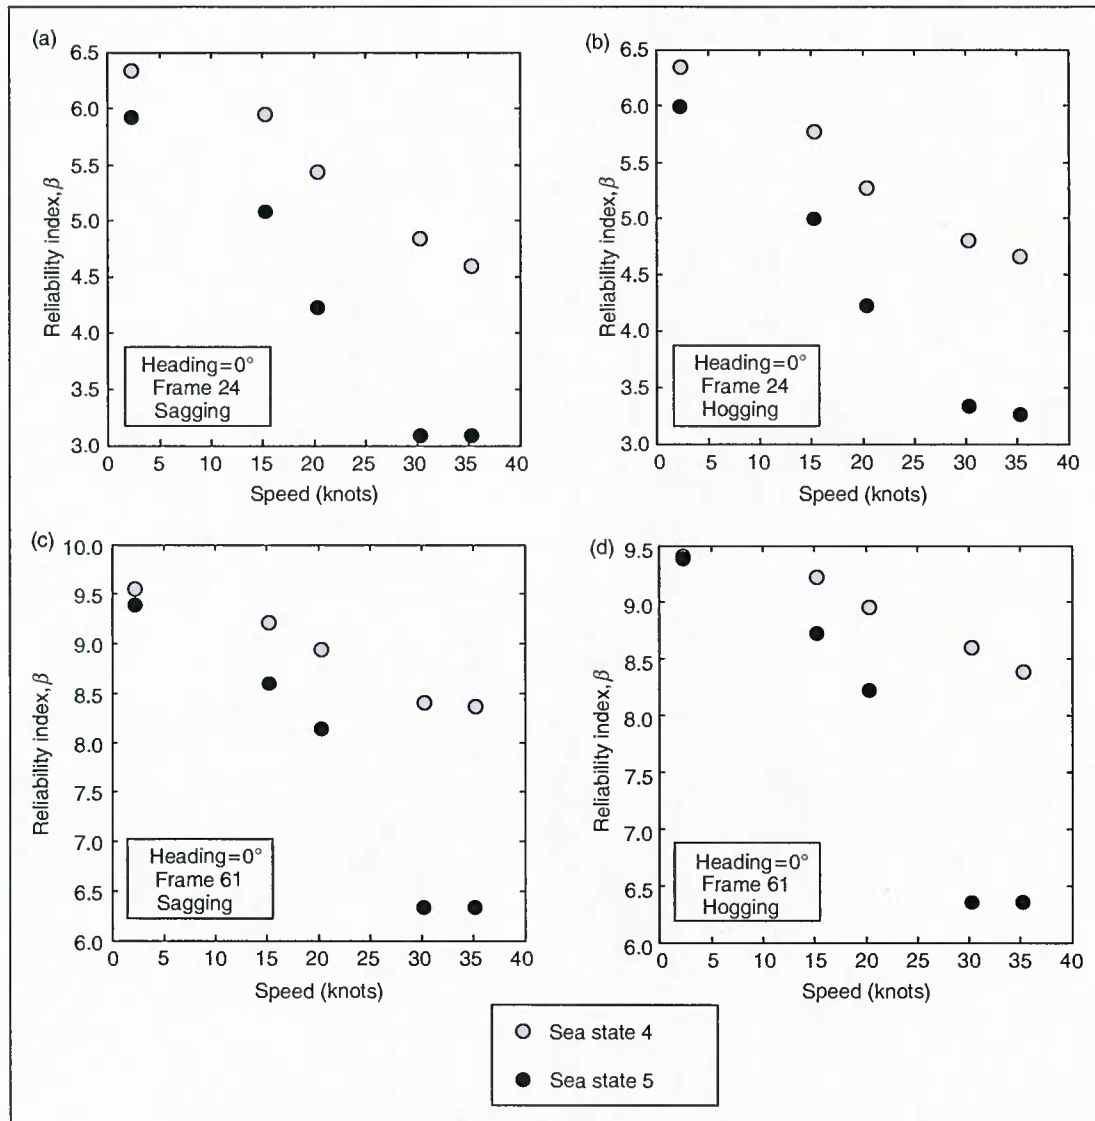 (a)
6.5
6.0
5.5
5.0
4.5
4.0
3.5
3.0
Reliability index, β
Heading=0°
Frame 24
Sagging
0 5 10 15 20 25 30 35 40
Speed (knots)
(b)
6.5
6.0
5.5
5.0
4.5
4.0
3.5
3.0
Reliability index, β
Heading=0°
Frame 24
Hogging
0 5 10 15 20 25 30 35 40
Speed (knots)
(c)
10.0
9.5
9.0
8.5
8.0
7.5
7.0
6.5
6.0
Reliability index, β
Heading=0°
Frame 61
Sagging
0 5 10 15 20 25 30 35 40
Speed (knots)
(d)
9.5
9.0
8.5
8.0
7.5
7.0
6.5
6.0
Reliability index, β
Heading=0°
Frame 61
Hogging
0 5 10 15 20 25 30 35 40
Speed (knots)
Sea state 4
Sea state 5